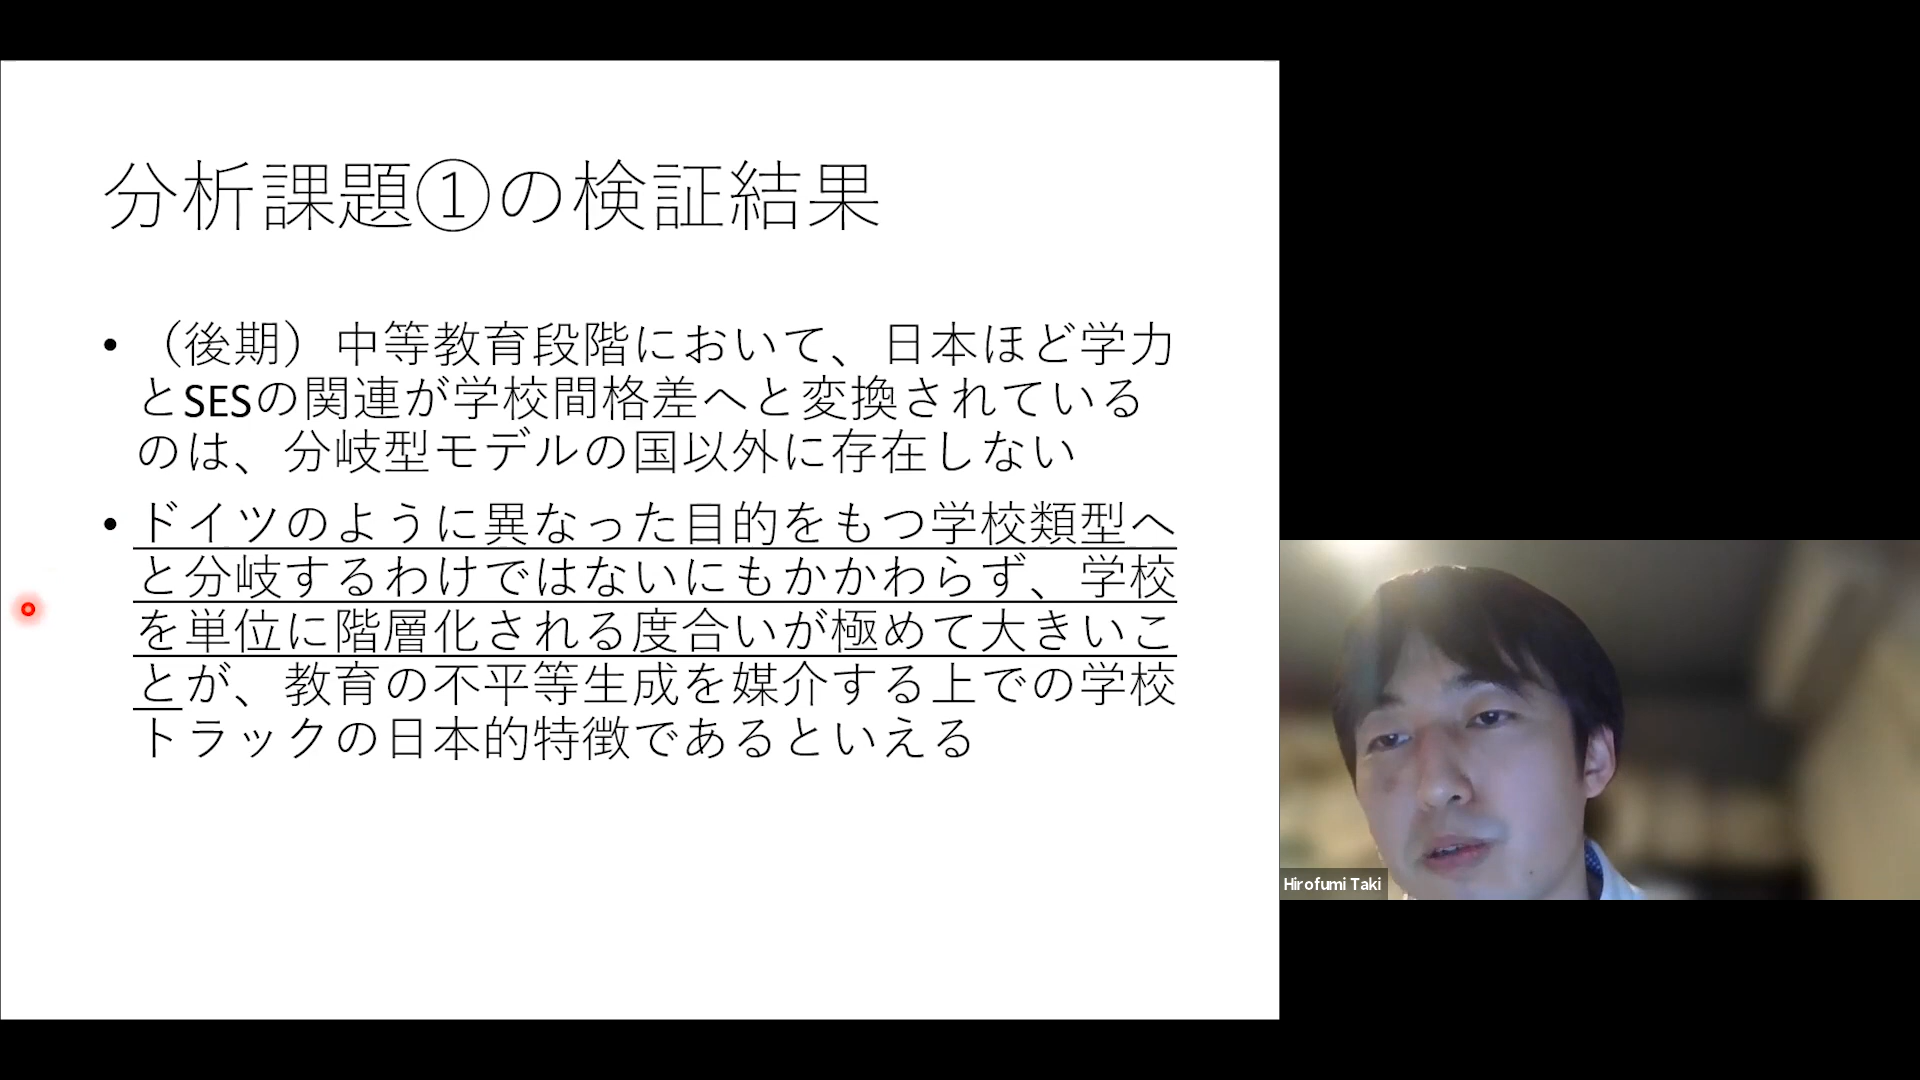 分析課題①の検証結果
• （後期）中等教育段階において、日本ほど学力
とSESの関連が学校間格差へと変換されている
のは、分岐型モデルの国以外に存在しない
• ドイツのように異なった目的をもつ学校類型へ
と分岐するわけではないにもかかわらず、学校
を単位に階層化される度合いが極めて大きいこ
とが、教育の不平等生成を媒介する上での学校
トラックの日本的特徴であるといえる
Hirofumi Taki